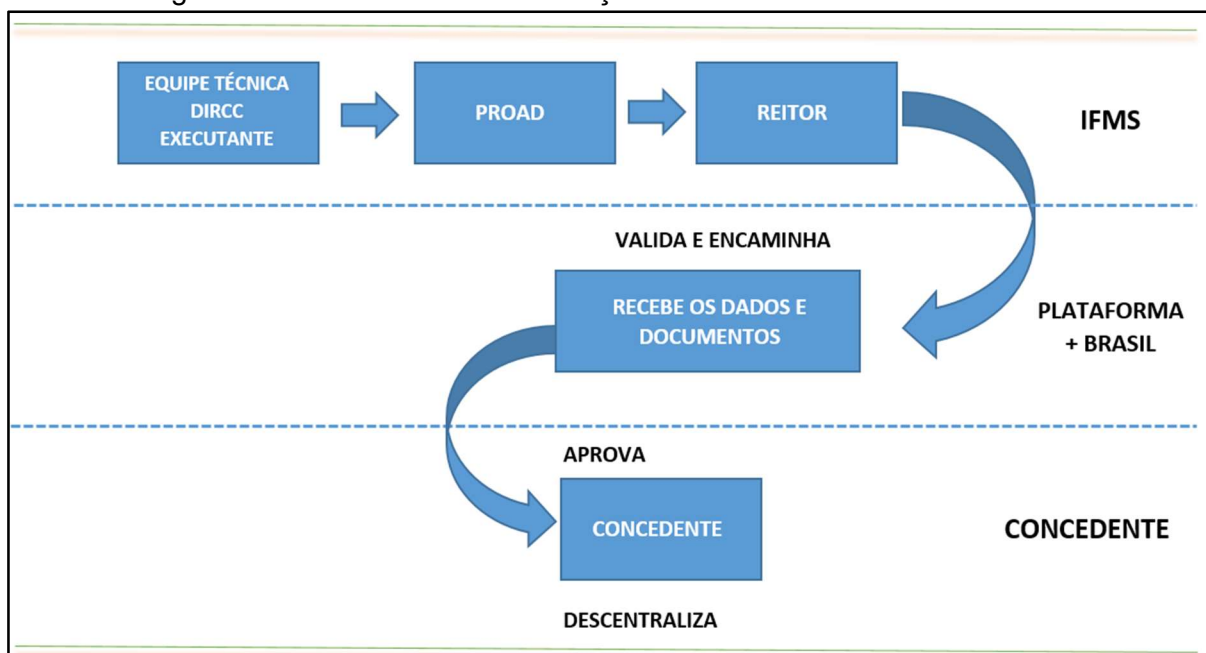 EQUIPE TÉCNICA
DIRCC
EXECUTANTE
PROAD
REITOR
IFMS
VALIDA E ENCAMINHA
RECEBE OS DADOS E
DOCUMENTOS
PLATAFORMA
+ BRASIL
APROVA
CONCEDENTE
CONCEDENTE
DESCENTRALIZA